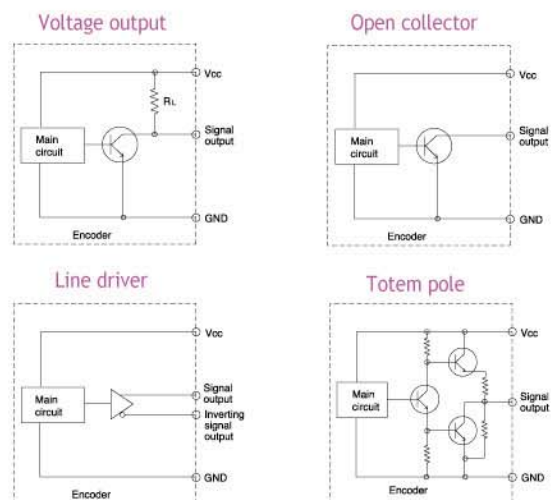 Voltage output
Vcc
RL
Main
circuit
Signal
output
GND
Encoder
Open collector
Vcc
Main
circuit
Signal
output
GND
Encoder
Line driver
Vcc
Main
circuit
Signal
output
Inverting
signal
output
GND
Encoder
Totem pole
Vcc
Main
circuit
Signal
output
GND
Encoder